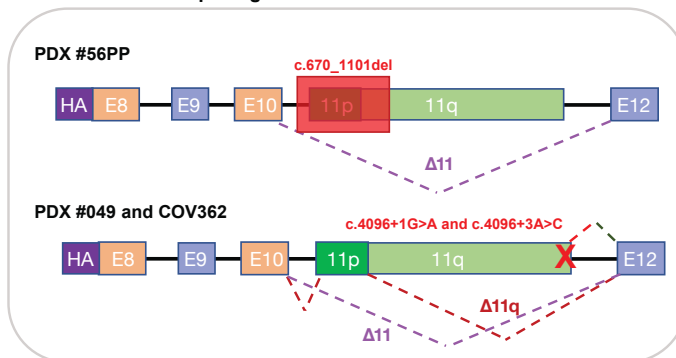 PDX #56PP
c.670_1101del
HA E8 E9 E10 11p 11q E12
Δ11
PDX #049 and COV362
c.4096+1G>A and c.4096+3A>C
HA E8 E9 E10 11p 11q X E12
Δ11q
Δ11